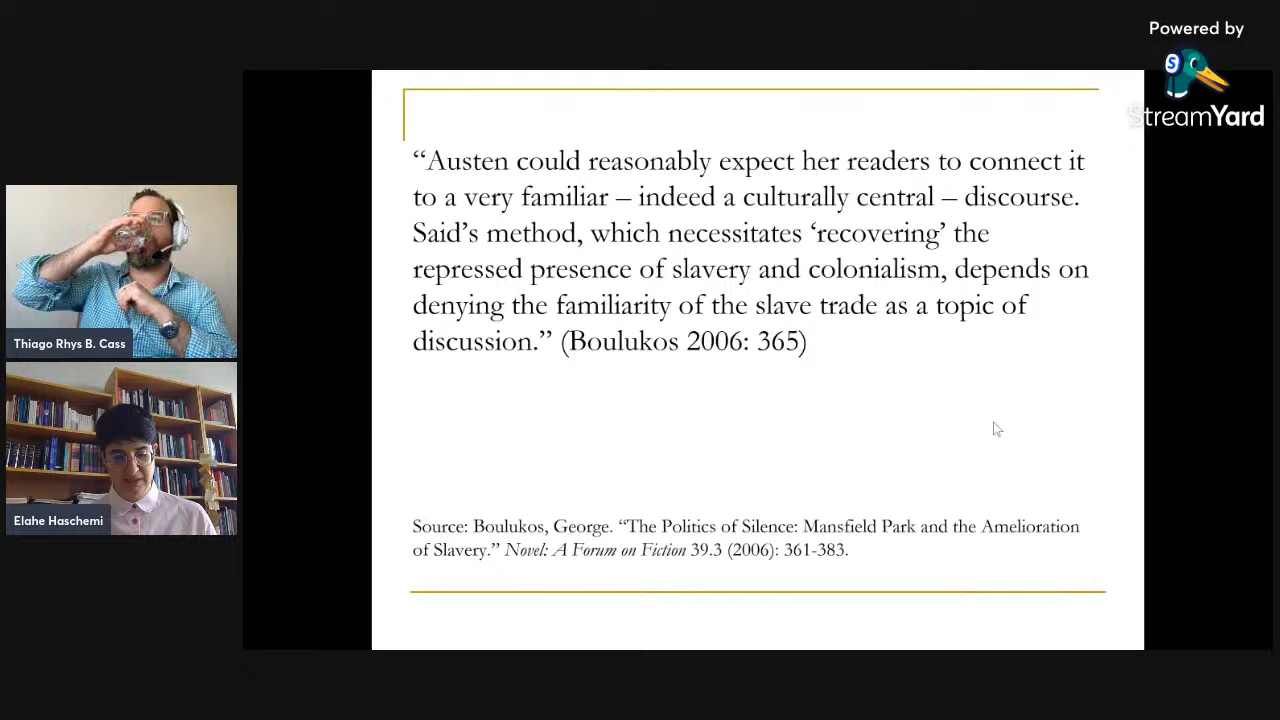 Powered by
S
StreamYard
“Austen could reasonably expect her readers to connect it
to a very familiar – indeed a culturally central – discourse.
Said’s method, which necessitates ‘recovering’ the
repressed presence of slavery and colonialism, depends on
denying the familiarity of the slave trade as a topic of
discussion.” (Boulukos 2006: 365)
Source: Boulukos, George. “The Politics of Silence: Mansfield Park and the Amelioration
of Slavery.” Novel: A Forum on Fiction 39.3 (2006): 361-383.
Thiago Rhys B. Cass
Elahe Haschemi